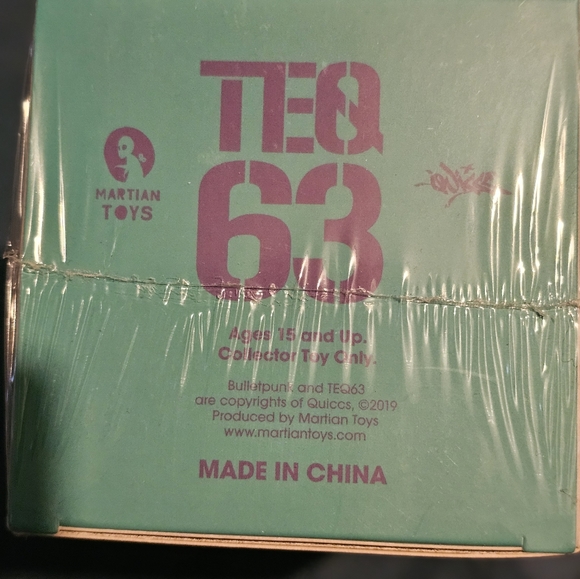 TEQ
63
MARTIAN
TOYS
QUICCS
Ages 15 and Up.
Collector Toy Only.
Bulletpunk and TEQ63
are copyrights of Quiccs, ©2019
Produced by Martian Toys
www.martiantoys.com
MADE IN CHINA